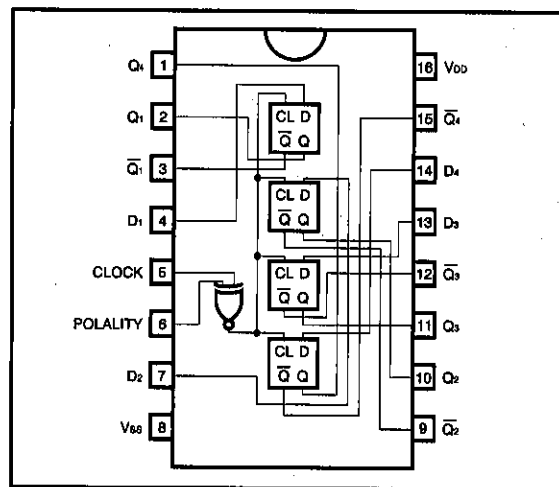 Q4 1
Q1 2
Q̅1 3
D1 4
CLOCK 5
POLALITY 6
D2 7
VSS 8
16 VDD
15 Q̅4
14 D4
13 D3
12 Q̅3
11 Q3
10 Q2
9 Q̅2
CL D
Q̅ Q
CL D
Q̅ Q
CL D
Q̅ Q
CL D
Q̅ Q